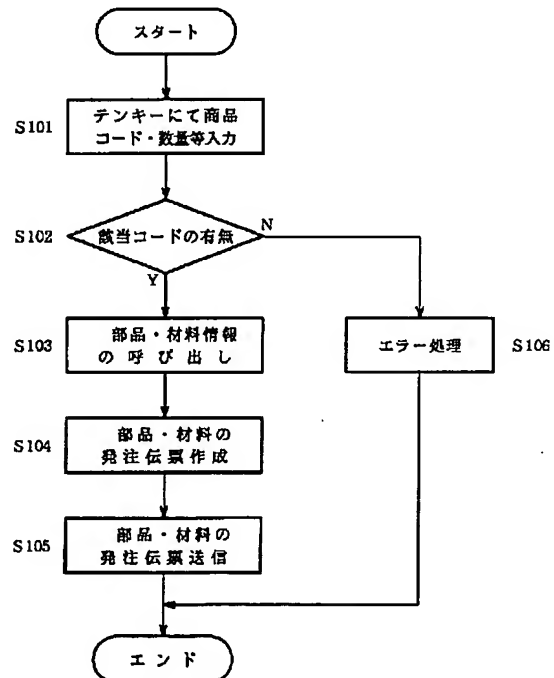 スタート
S101
テンキーにて商品
コード・数量等入力
S102
該当コードの有無
N
Y
S103
部品・材料情報
の呼び出し
エラー処理
S106
S104
部品・材料の
発注伝票作成
S105
部品・材料の
発注伝票送信
エンド